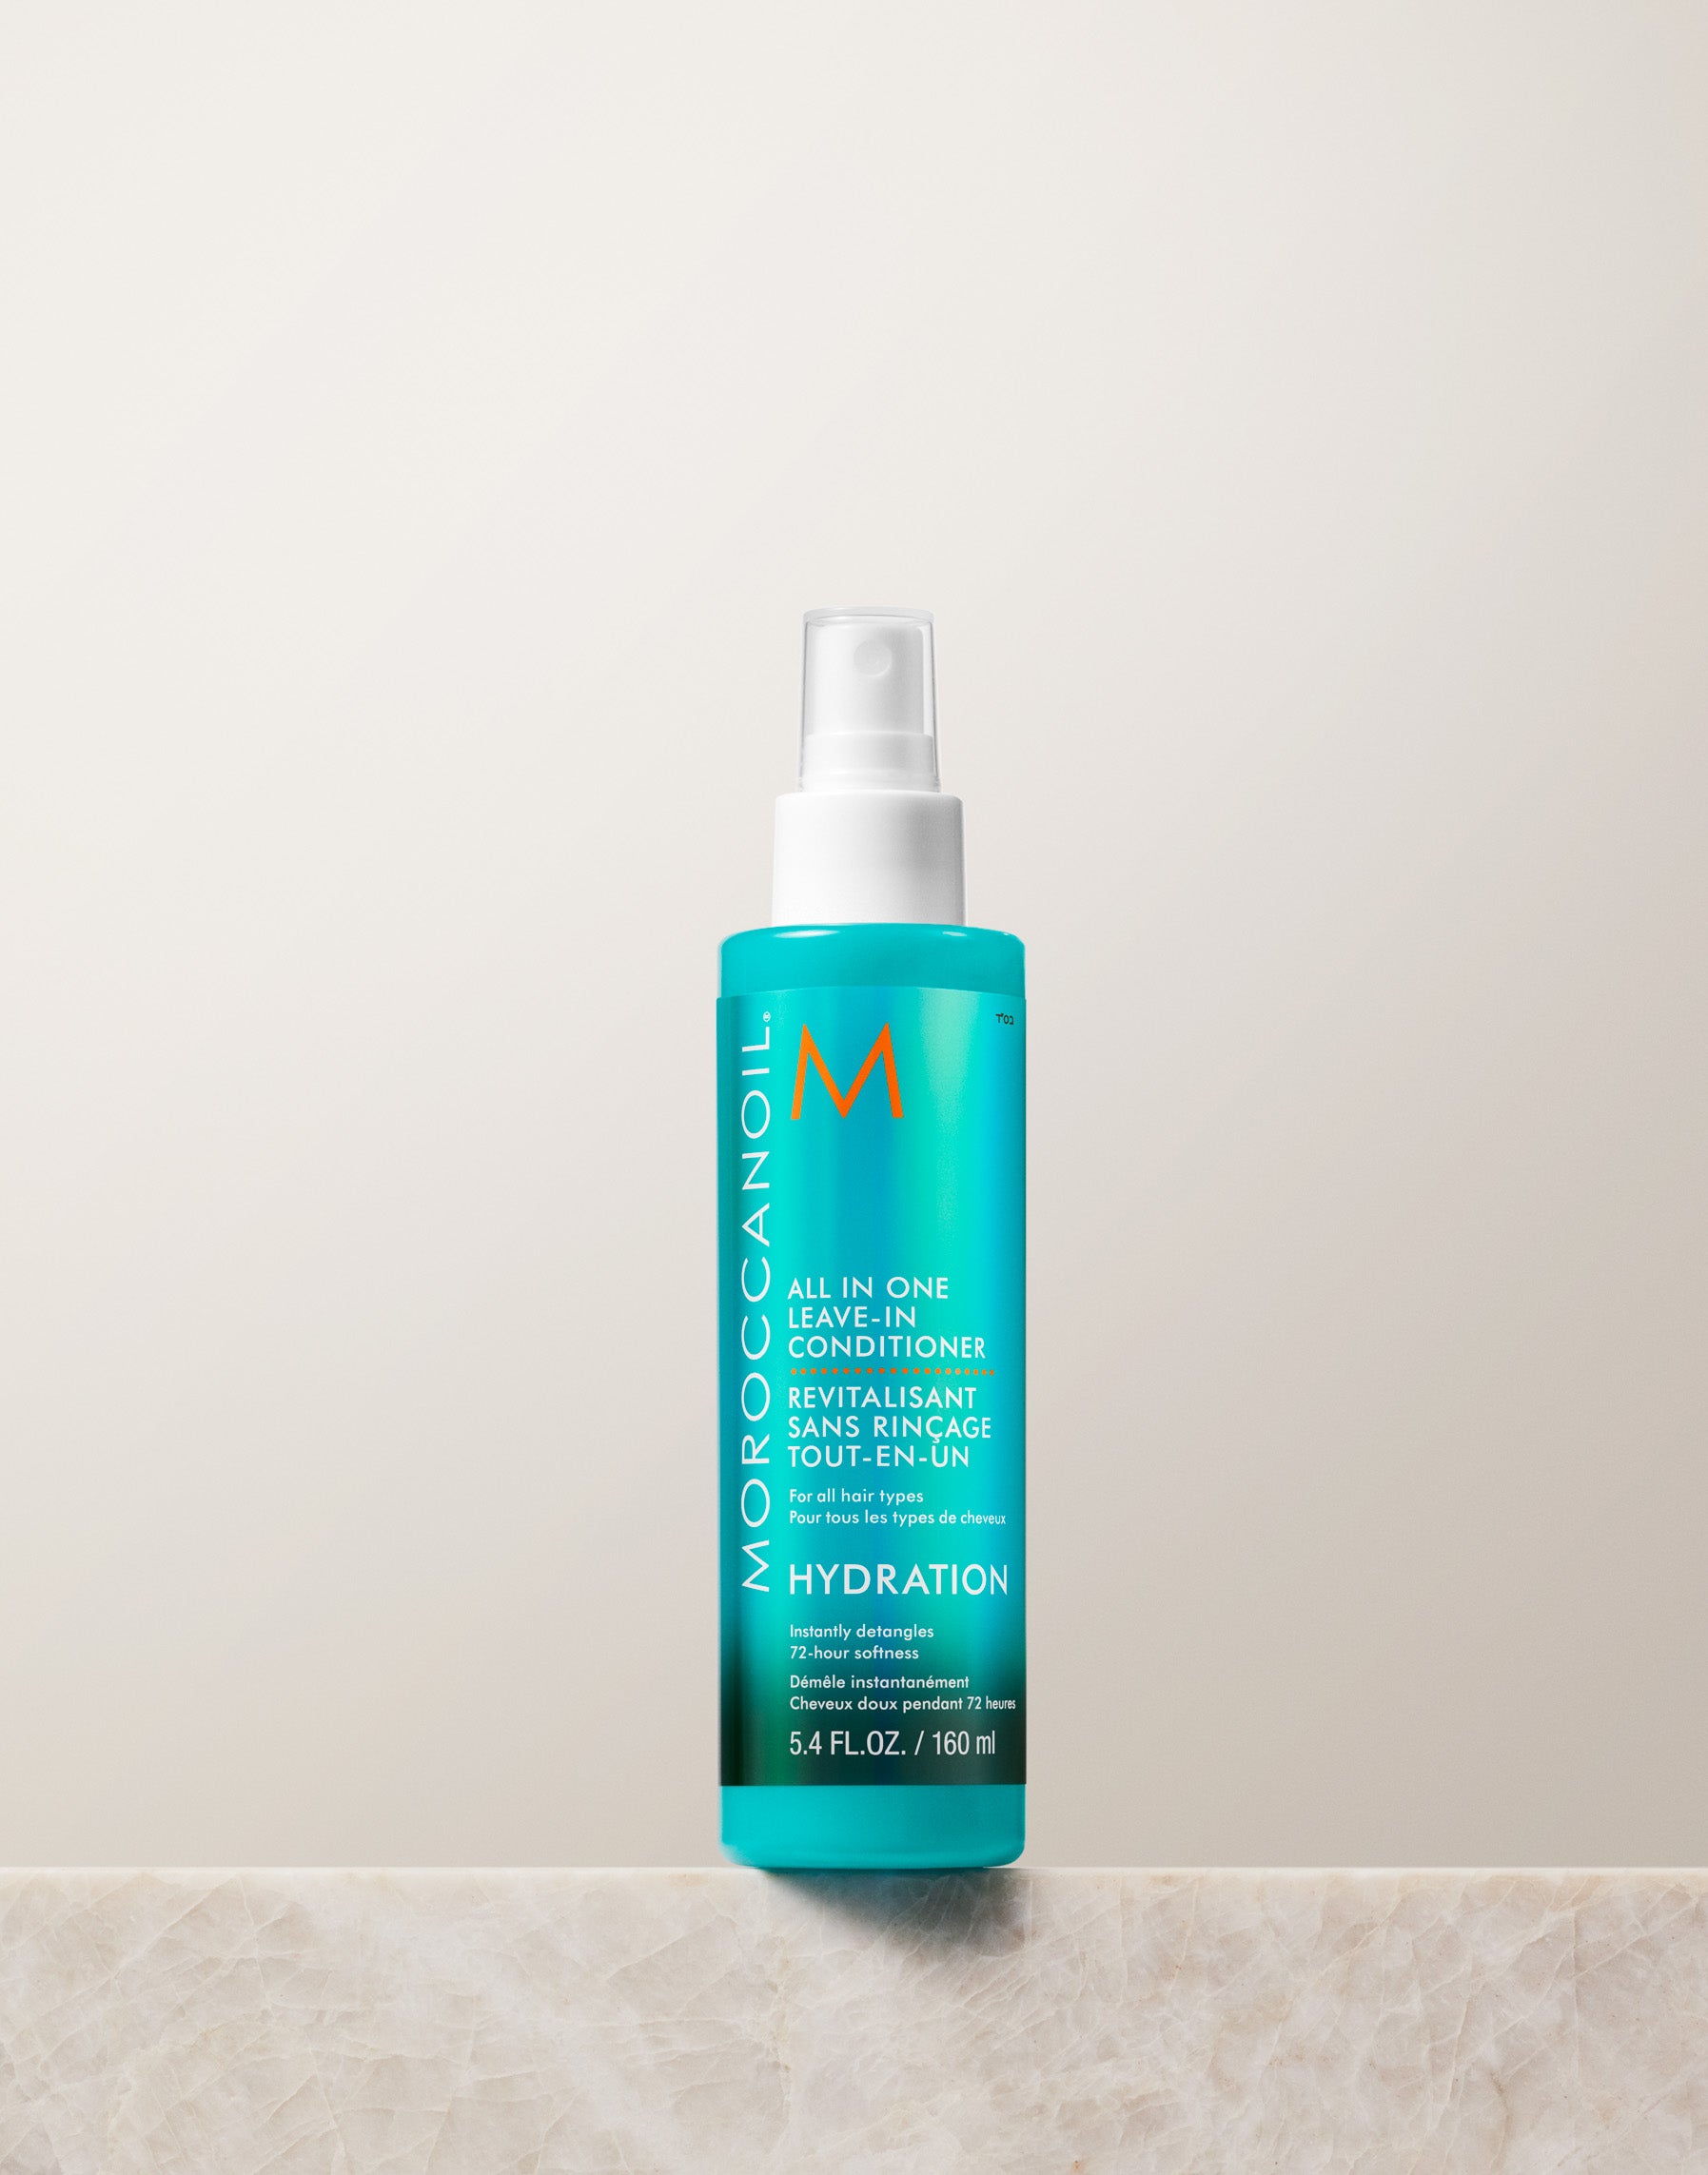 MOROCCANOIL®
M
בס"ד
ALL IN ONE
LEAVE-IN
CONDITIONER
REVITALISANT
SANS RINÇAGE
TOUT-EN-UN
For all hair types
Pour tous les types de cheveux
HYDRATION
Instantly detangles
72-hour softness
Démêle instantanément
Cheveux doux pendant 72 heures
5.4 FL.OZ. / 160 ml